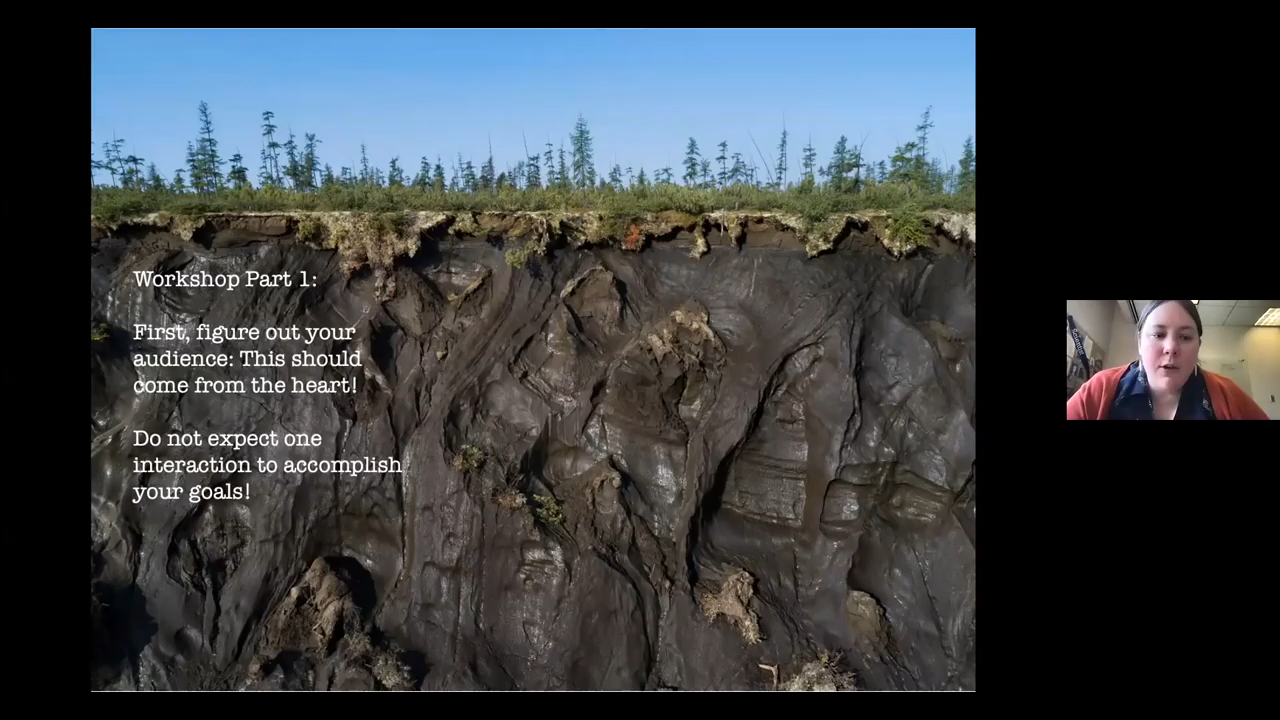 Workshop Part 1:
First, figure out your
audience: This should
come from the heart!
Do not expect one
interaction to accomplish
your goals!